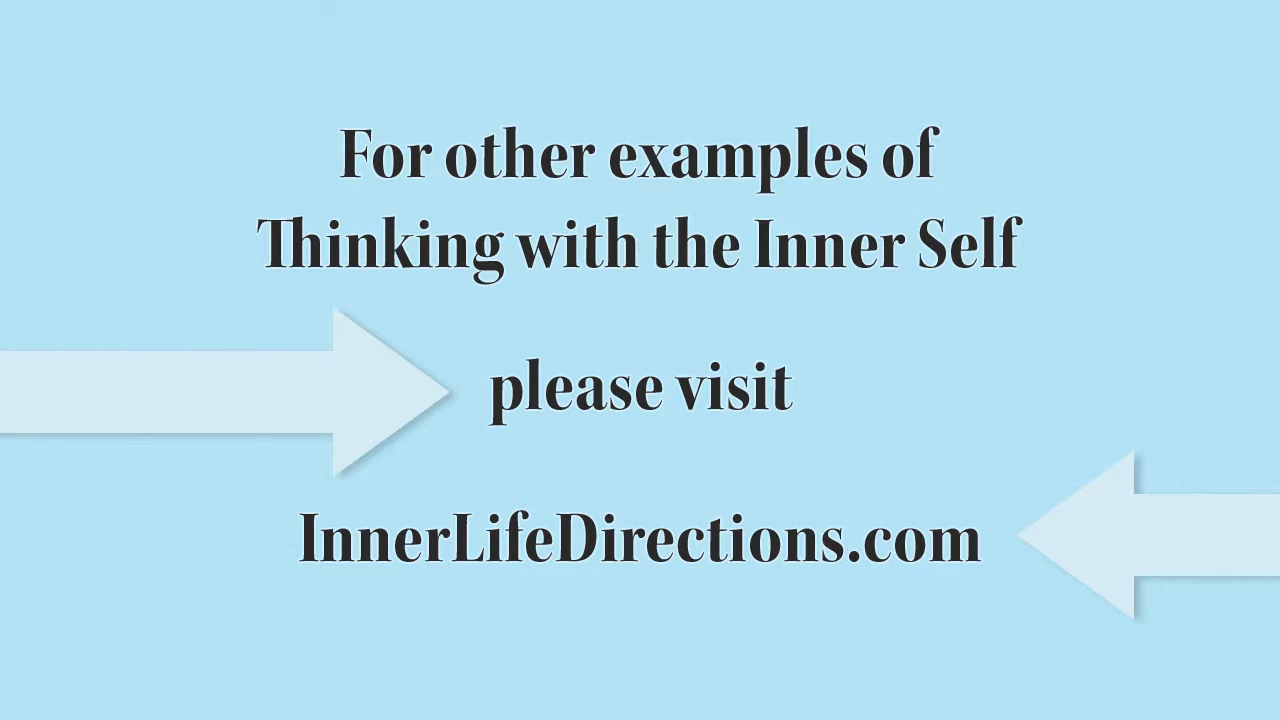 For other examples of
Thinking with the Inner Self
please visit
InnerLifeDirections.com